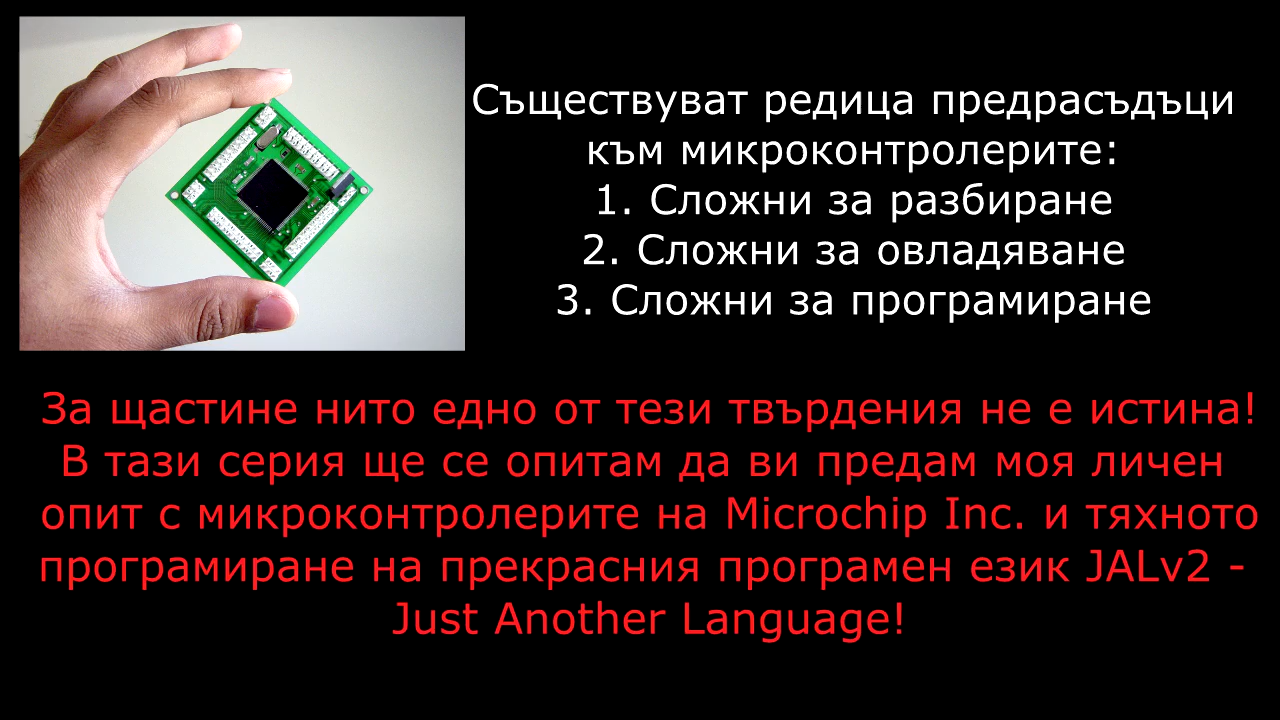 Съществуват редица предрасъдъци
към микроконтролерите:
1. Сложни за разбиране
2. Сложни за овладяване
3. Сложни за програмиране
За щастине нито едно от тези твърдения не е истина!
В тази серия ще се опитам да ви предам моя личен
опит с микроконтролерите на Microchip Inc. и тяхното
програмиране на прекрасния програмен език JALv2 -
Just Another Language!